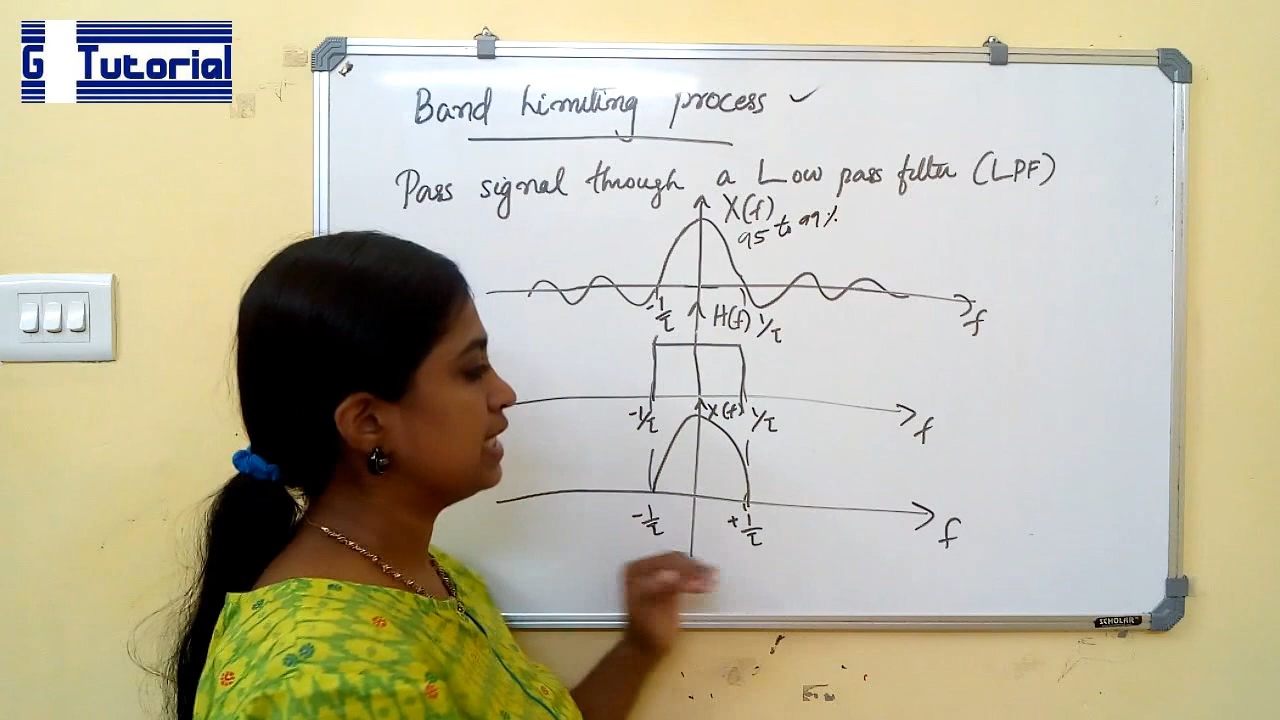 G Tutorial
Band Limiting process ✓
Pass signal through a Low pass filter (LPF)
X(f)
95 to 99%
-1/τ
1/τ
f
H(f)
-1/τ
1/τ
f
X(f)
-1/τ
+1/τ
f
SCHOLAR